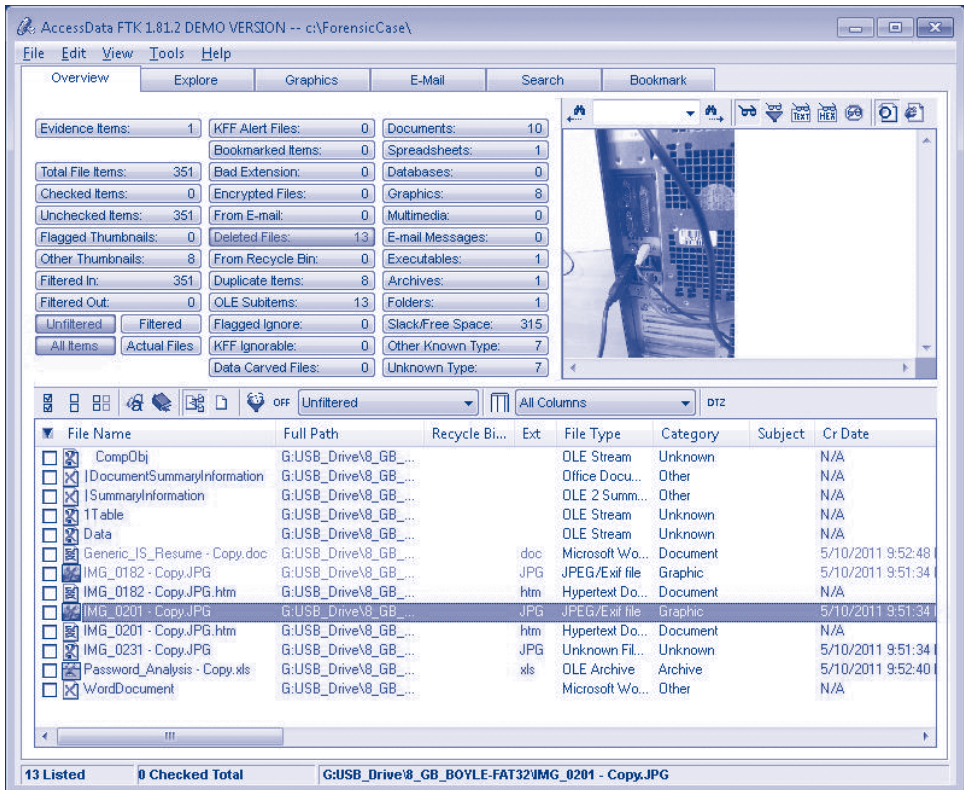 AccessData FTK 1.81.2 DEMO VERSION -- c:\ForensicCase\
File Edit View Tools Help
Overview Explore Graphics E-Mail Search Bookmark
Evidence Items: 1 KFF Alert Files: 0 Documents: 10
Bookmarked Items: 0 Spreadsheets: 1
Total File Items: 351 Bad Extension: 0 Databases: 0
Checked Items: 0 Encrypted Files: 0 Graphics: 8
Unchecked Items: 351 From E-mail: 0 Multimedia: 0
Flagged Thumbnails: 0 Deleted Files: 13 E-mail Messages: 0
Other Thumbnails: 8 From Recycle Bin: 0 Executables: 1
Filtered In: 351 Duplicate Items: 8 Archives: 1
Filtered Out: 0 OLE Subitems: 13 Folders: 1
Unfiltered Filtered Flagged Ignore: 0 Slack/Free Space: 315
All Items Actual Files KFF Ignorable: 0 Other Known Type: 7
Data Carved Files: 0 Unknown Type: 7
TEXT HEX
OFF Unfiltered All Columns DTZ
File Name Full Path Recycle Bi... Ext File Type Category Subject Cr Date
CompObj G:USB_Drive\8_GB_... OLE Stream Unknown N/A
|DocumentSummaryInformation G:USB_Drive\8_GB_... Office Docu... Other N/A
|SummaryInformation G:USB_Drive\8_GB_... OLE 2 Summ... Other N/A
1Table G:USB_Drive\8_GB_... OLE Stream Unknown N/A
Data G:USB_Drive\8_GB_... OLE Stream Unknown N/A
Generic_IS_Resume - Copy.doc G:USB_Drive\8_GB_... doc Microsoft Wo... Document 5/10/2011 9:52:48
IMG_0182 - Copy.JPG G:USB_Drive\8_GB_... JPG JPEG/Exif file Graphic 5/10/2011 9:51:34
IMG_0182 - Copy.JPG.htm G:USB_Drive\8_GB_... htm Hypertext Do... Document N/A
IMG_0201 - Copy.JPG G:USB_Drive\8_GB_... JPG JPEG/Exif file Graphic 5/10/2011 9:51:34
IMG_0201 - Copy.JPG.htm G:USB_Drive\8_GB_... htm Hypertext Do... Document N/A
IMG_0231 - Copy.JPG G:USB_Drive\8_GB_... JPG Unknown Fil... Unknown 5/10/2011 9:51:34
Password_Analysis - Copy.xls G:USB_Drive\8_GB_... xls OLE Archive Archive 5/10/2011 9:52:40
WordDocument G:USB_Drive\8_GB_... Microsoft Wo... Other N/A
13 Listed 0 Checked Total G:USB_Drive\8_GB_BOYLE-FAT32\IMG_0201 - Copy.JPG